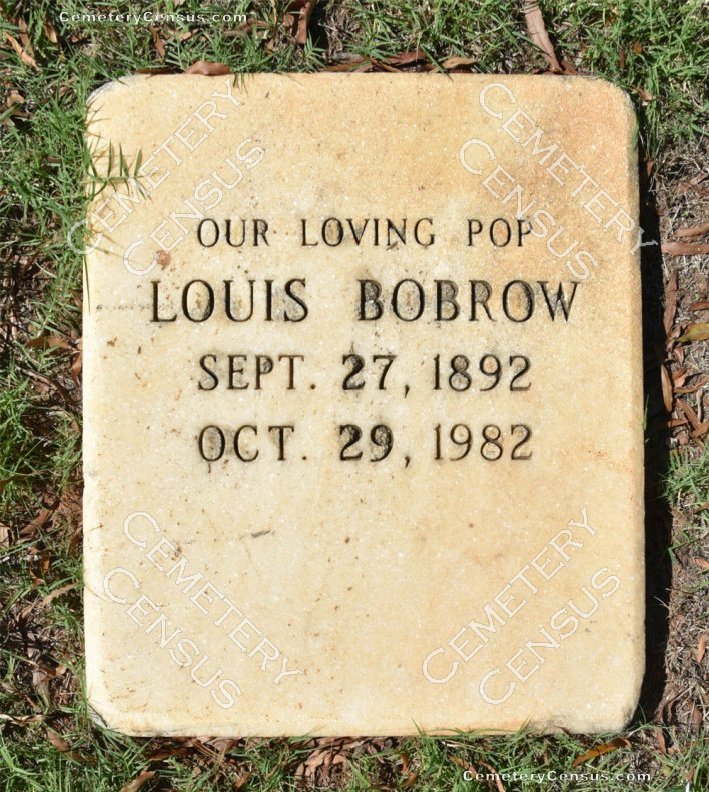 CemeteryCensus.com
CEMETERY
CENSUS
CEMETERY
CENSUS
OUR LOVING POP
LOUIS BOBROW
SEPT. 27, 1892
OCT. 29, 1982
CEMETERY
CENSUS
CEMETERY
CENSUS
CemeteryCensus.com